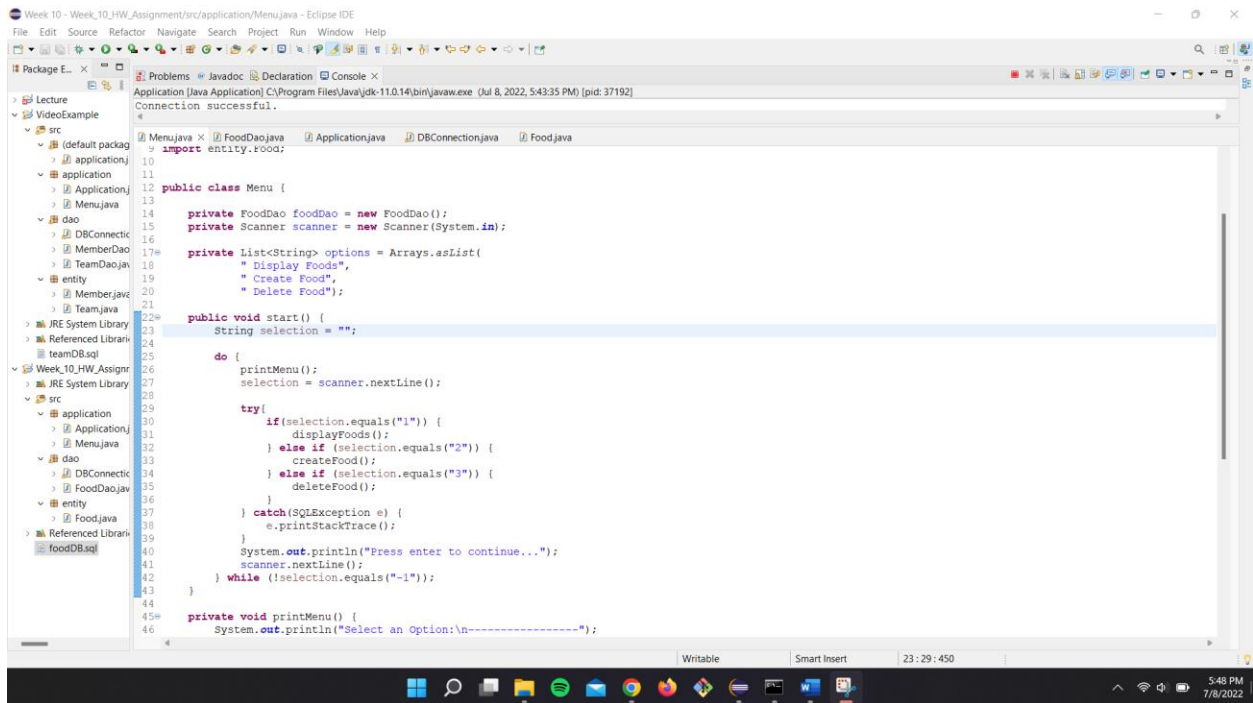 Week 10 - Week_10_HW_Assignment/src/application/Menu.java - Eclipse IDE
File Edit Source Refactor Navigate Search Project Run Window Help
Package E...
Lecture
VideoExample
src
(default packag
application.j
application
Application.j
Menu.java
dao
DBConnectic
MemberDao
TeamDao.jav
entity
Member.java
Team.java
JRE System Library
Referenced Librari
teamDB.sql
Week_10_HW_Assignr
JRE System Library
src
application
Application.j
Menu.java
dao
DBConnectic
FoodDao.jav
entity
Food.java
Referenced Librari
foodDB.sql
Problems Javadoc Declaration Console
Application [Java Application] C:\Program Files\Java\jdk-11.0.14\bin\javaw.exe (Jul 8, 2022, 5:43:35 PM) [pid: 37192]
Connection successful.
Menu.java FoodDao.java Application.java DBConnection.java Food.java
9 import entity.Food;
10
11
12 public class Menu {
13
14 private FoodDao foodDao = new FoodDao();
15 private Scanner scanner = new Scanner(System.in);
16
17 private List<String> options = Arrays.asList(
18 " Display Foods",
19 " Create Food",
20 " Delete Food");
21
22 public void start() {
23 String selection = "";
24
25 do {
26 printMenu();
27 selection = scanner.nextLine();
28
29 try{
30 if(selection.equals("1")) {
31 displayFoods();
32 } else if (selection.equals("2")) {
33 createFood();
34 } else if (selection.equals("3")) {
35 deleteFood();
36 }
37 } catch(SQLException e) {
38 e.printStackTrace();
39 }
40 System.out.println("Press enter to continue...");
41 scanner.nextLine();
42 } while (!selection.equals("-1"));
43 }
44
45 private void printMenu() {
46 System.out.println("Select an Option:\n-----------------");
Writable Smart Insert 23 : 29 : 450
5:48 PM
7/8/2022